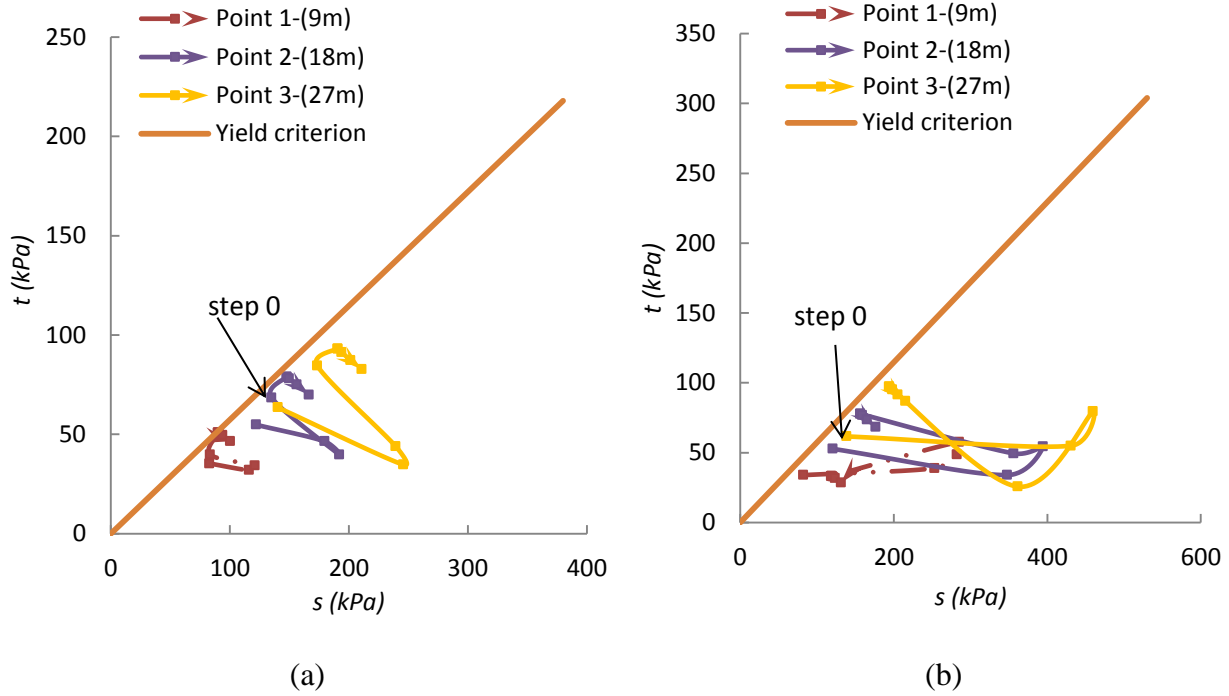 Point 1-(9m)
Point 2-(18m)
Point 3-(27m)
Yield criterion
250
200
150
100
50
0
t (kPa)
step 0
0
100
200
300
400
s (kPa)
(a)
Point 1-(9m)
Point 2-(18m)
Point 3-(27m)
Yield criterion
350
300
250
200
150
100
50
0
t (kPa)
step 0
0
200
400
600
s (kPa)
(b)